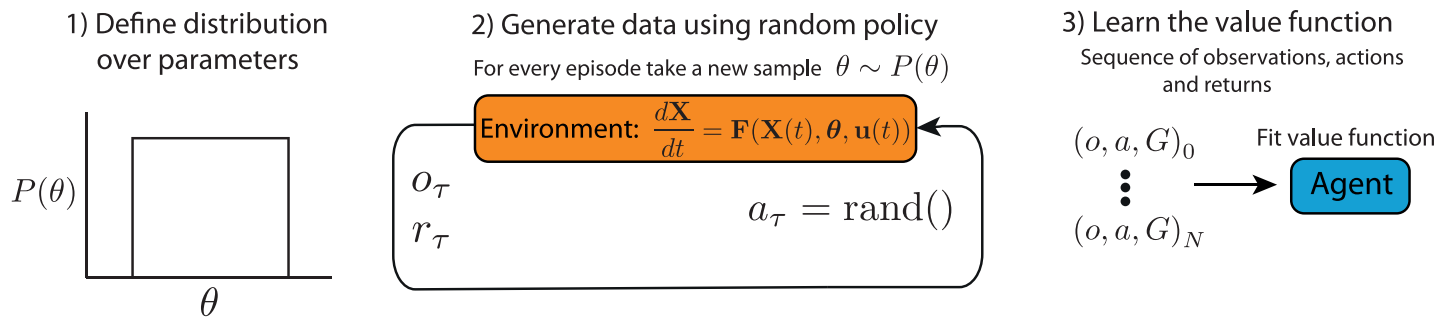 1) Define distribution
over parameters
P(θ)
θ
2) Generate data using random policy
For every episode take a new sample θ ∼ P(θ)
Environment: dX/dt = F(X(t), θ, u(t))
o_τ
r_τ
a_τ = rand()
3) Learn the value function
Sequence of observations, actions
and returns
(o, a, G)_0
(o, a, G)_N
Fit value function
Agent